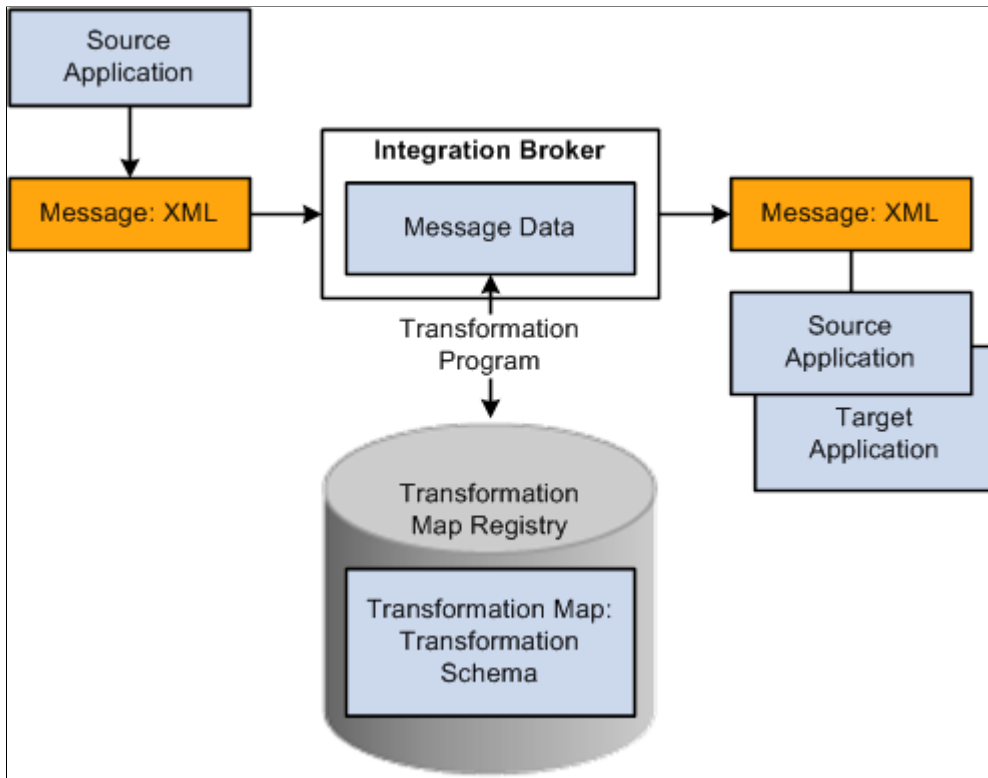 Source
Application
Integration Broker
Message: XML
Message Data
Message: XML
Transformation
Program
Source
Application
Target
Application
Transformation
Map Registry
Transformation Map:
Transformation
Schema